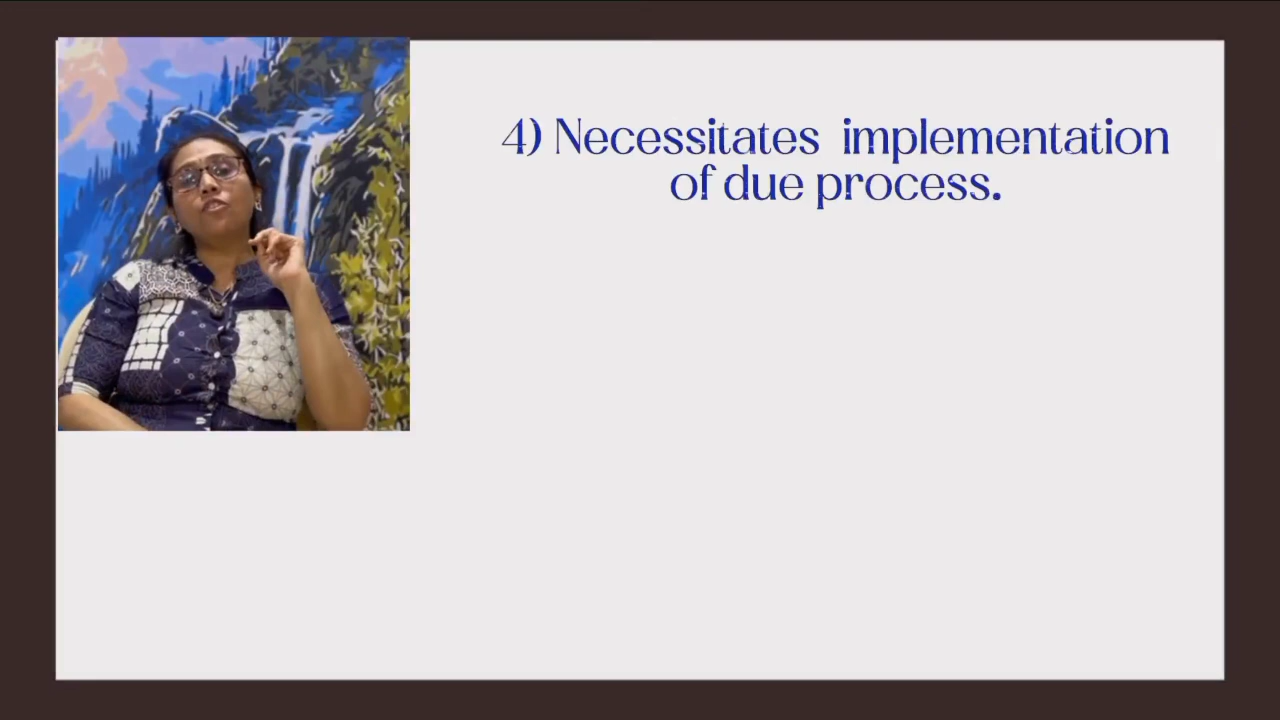 4) Necessitates implementation
of due process.